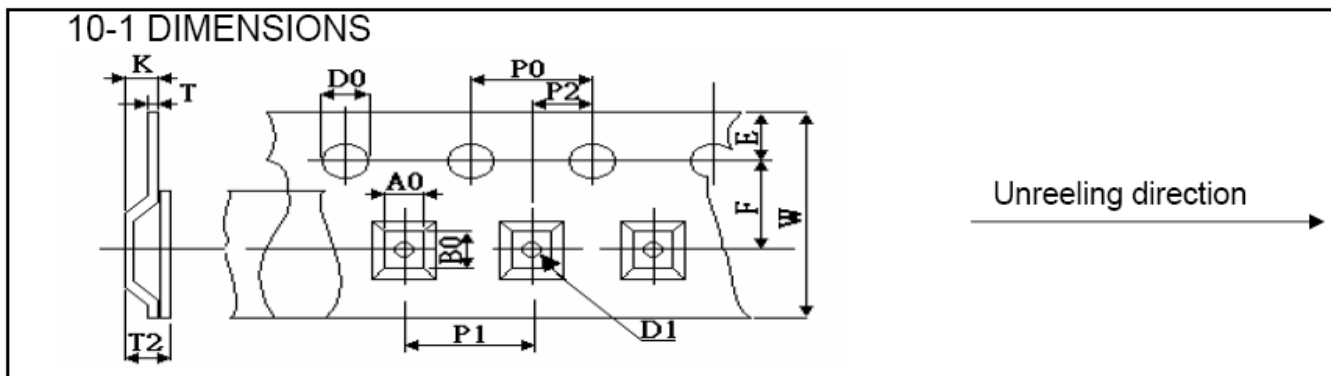 10-1 DIMENSIONS
K
T
D0
P0
P2
E
A0
F
W
Unreeling direction
B0
T2
P1
D1